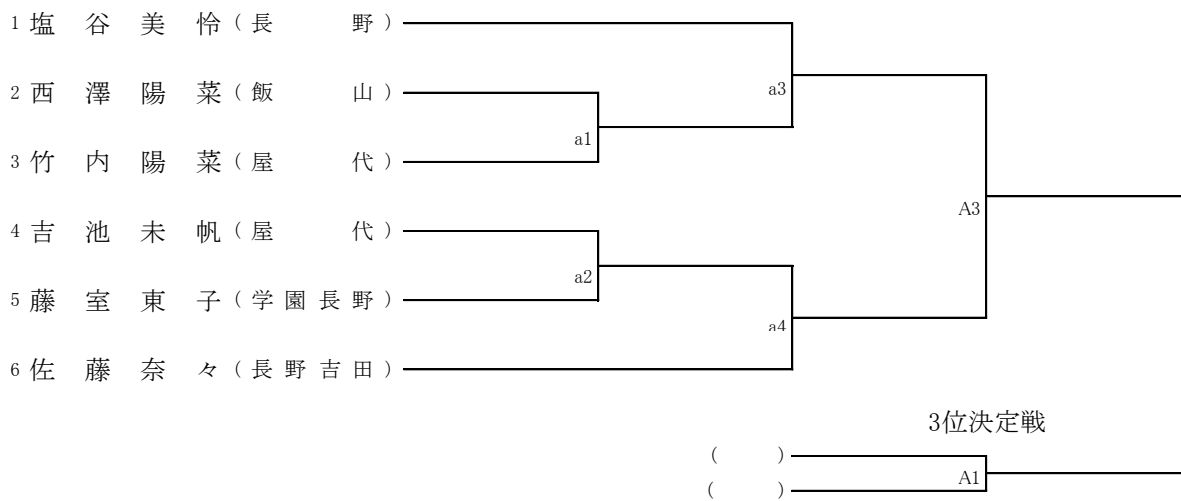 1 塩谷美怜(長野)
a3
2 西澤陽菜(飯山)
a1
3 竹内陽菜(屋代)
A3
4 吉池未帆(屋代)
a2
5 藤室東子(学園長野)
a4
6 佐藤奈々(長野吉田)
3位決定戦
( )
A1
( )